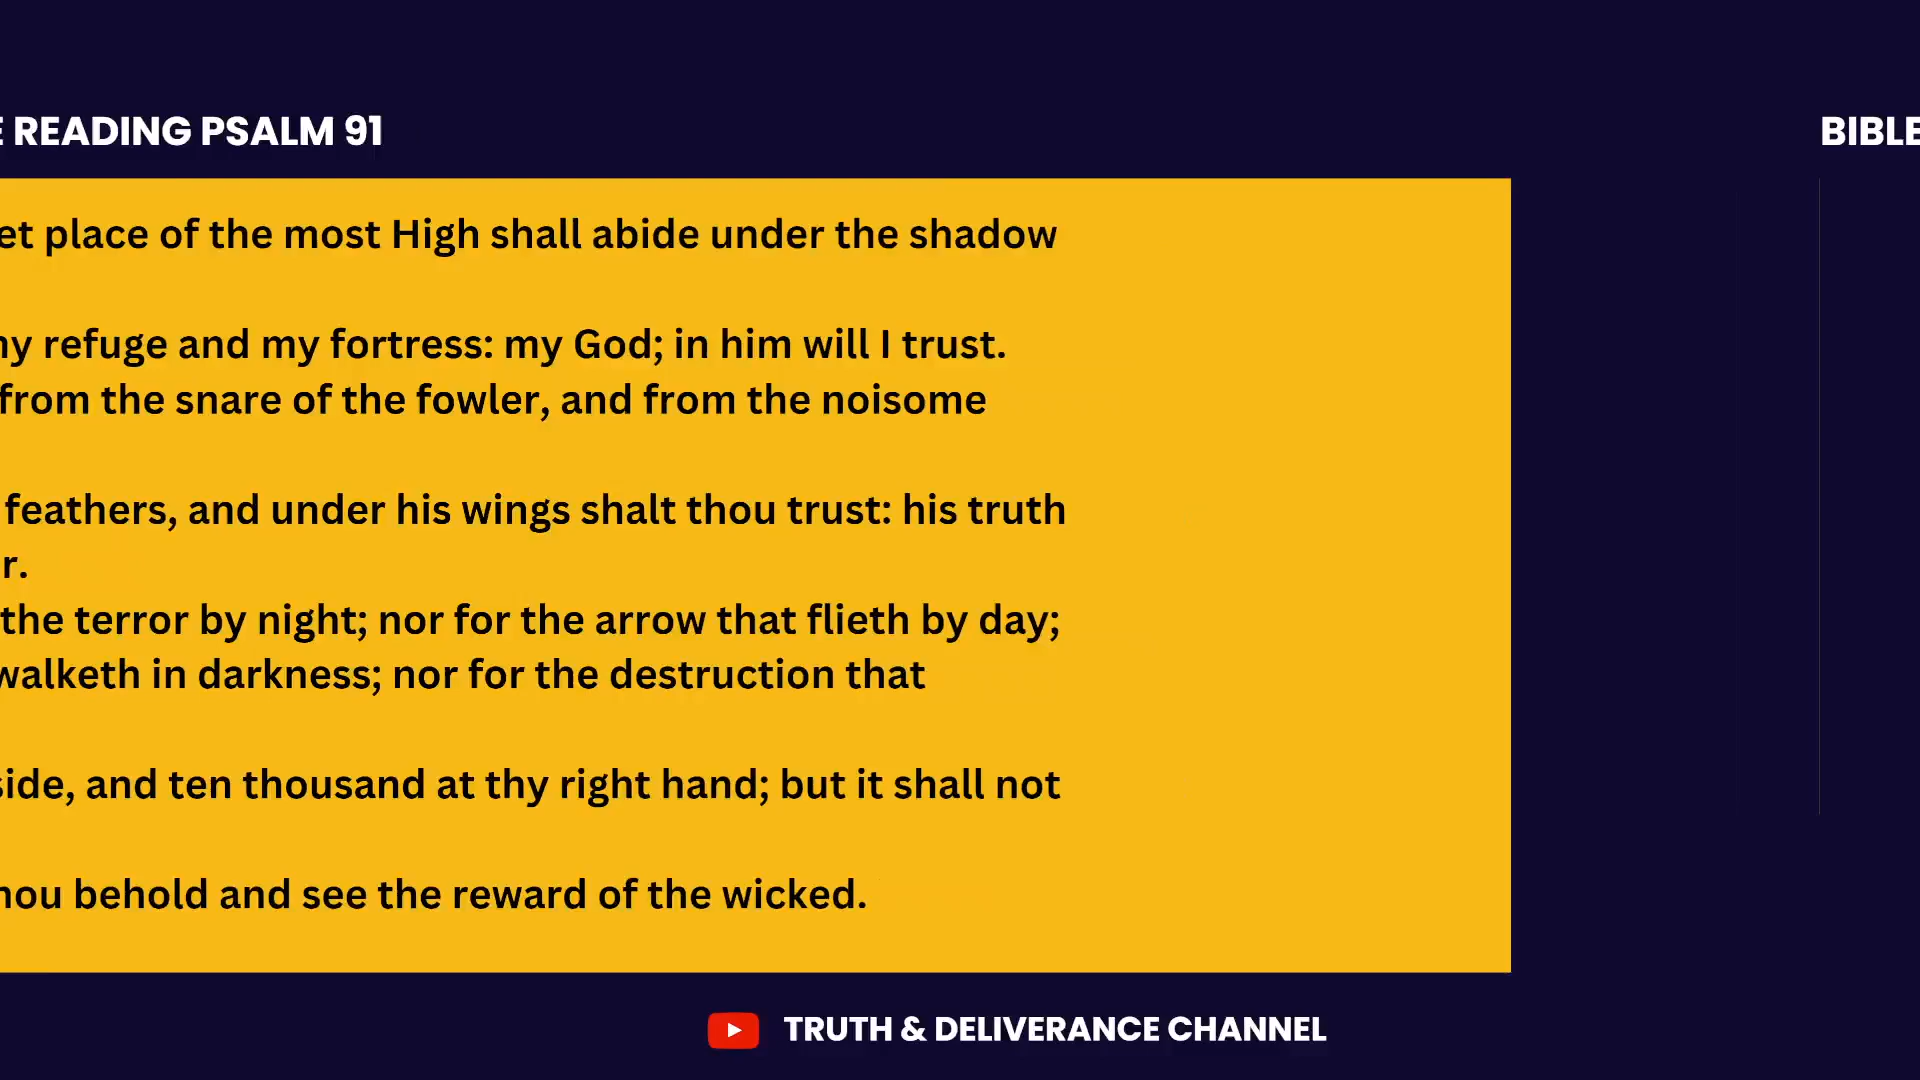 READING PSALM 91
BIBLE
place of the most High shall abide under the shadow
refuge and my fortress: my God; in him will I trust.
from the snare of the fowler, and from the noisome
feathers, and under his wings shalt thou trust: his truth
r.
the terror by night; nor for the arrow that flieth by day;
walketh in darkness; nor for the destruction that
side, and ten thousand at thy right hand; but it shall not
behold and see the reward of the wicked.
TRUTH & DELIVERANCE CHANNEL